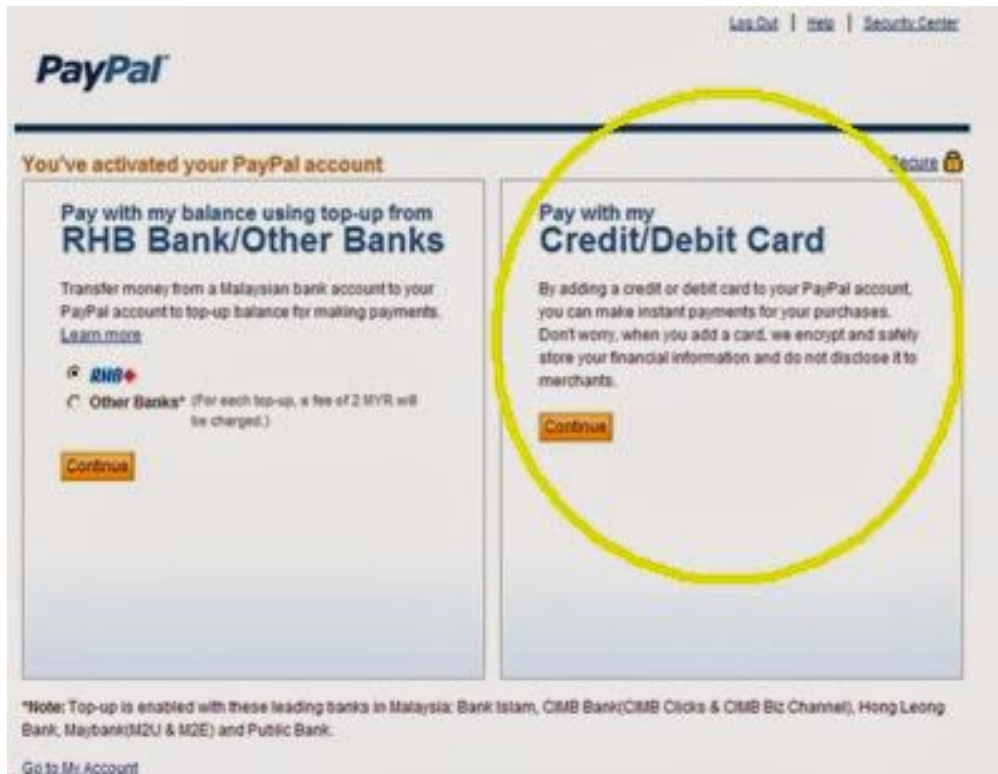 Log Out | Help | Security Center
PayPal
You've activated your PayPal account
Secure
Pay with my balance using top-up from
RHB Bank/Other Banks
Transfer money from a Malaysian bank account to your
PayPal account to top-up balance for making payments.
Learn more
RHB
Other Banks* (For each top-up, a fee of 2 MYR will
be charged.)
Continue
Pay with my
Credit/Debit Card
By adding a credit or debit card to your PayPal account,
you can make instant payments for your purchases.
Don't worry, when you add a card, we encrypt and safely
store your financial information and do not disclose it to
merchants.
Continue
*Note: Top-up is enabled with these leading banks in Malaysia: Bank Islam, CIMB Bank(CIMB Clicks & CIMB Biz Channel), Hong Leong
Bank, Maybank(M2U & M2E) and Public Bank.
Go to My Account